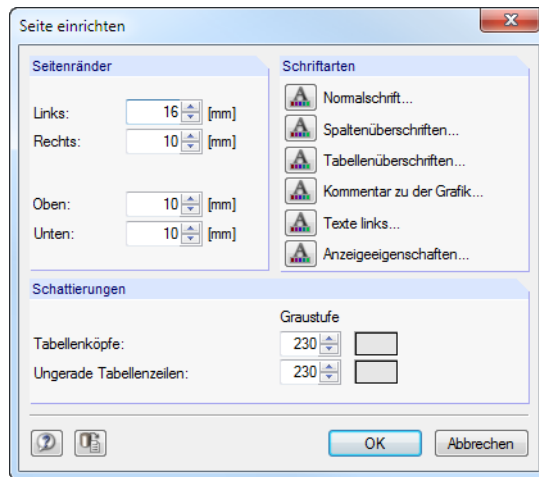 Seite einrichten
Seitenränder
Links: 16 [mm]
Rechts: 10 [mm]
Oben: 10 [mm]
Unten: 10 [mm]
Schriftarten
Normalschrift...
Spaltenüberschriften...
Tabellenüberschriften...
Kommentar zu der Grafik...
Texte links...
Anzeigeeigenschaften...
Schattierungen
Graustufe
Tabellenköpfe: 230
Ungerade Tabellenzeilen: 230
OK Abbrechen